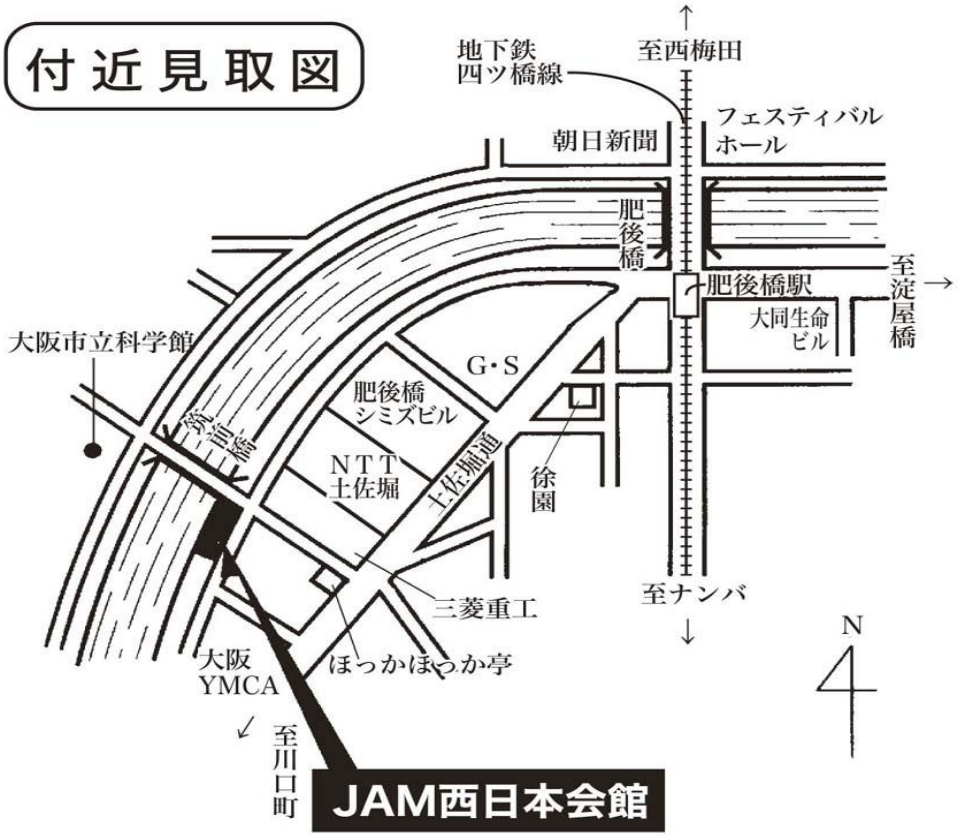 付近見取図
地下鉄
四ツ橋線
至西梅田
朝日新聞
フェスティバル
ホール
肥後橋
肥後橋駅
至淀屋橋
大同生命
ビル
大阪市立科学館
G・S
肥後橋
シミズビル
筑前橋
NTT
土佐堀
土佐堀通
徐園
三菱重工
至ナンバ
N
ほっかほっか亭
大阪
YMCA
至川口町
JAM西日本会館